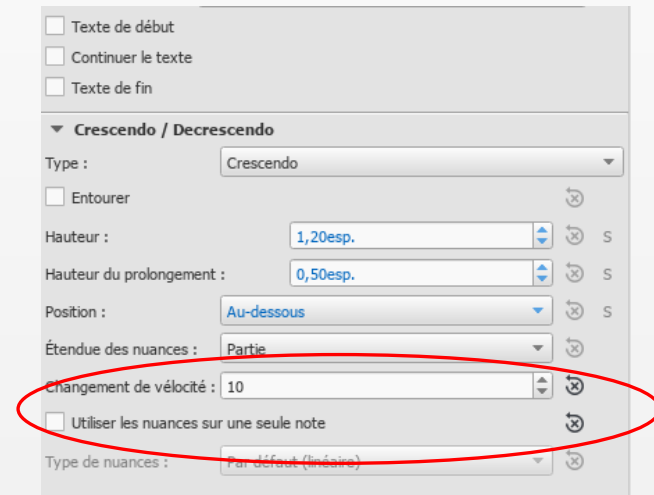 Texte de début
Continuer le texte
Texte de fin
Crescendo / Decrescendo
Type : Crescendo
Entourer
Hauteur : 1,20esp. S
Hauteur du prolongement : 0,50esp. S
Position : Au-dessous S
Étendue des nuances : Partie
Changement de vélocité : 10
Utiliser les nuances sur une seule note
Type de nuances : Par défaut (linéaire)